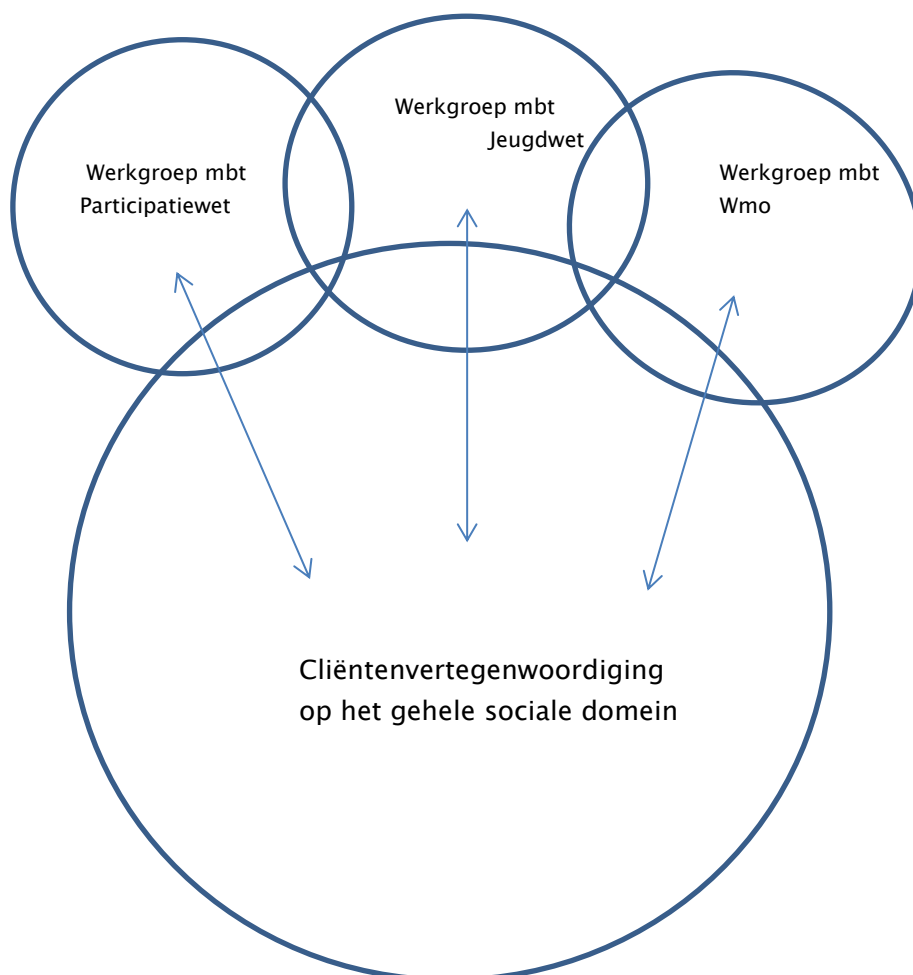 Werkgroep mbt
Participatiewet
Werkgroep mbt
Jeugdwet
Werkgroep mbt
Wmo
Cliëntenvertegenwoordiging
op het gehele sociale domein